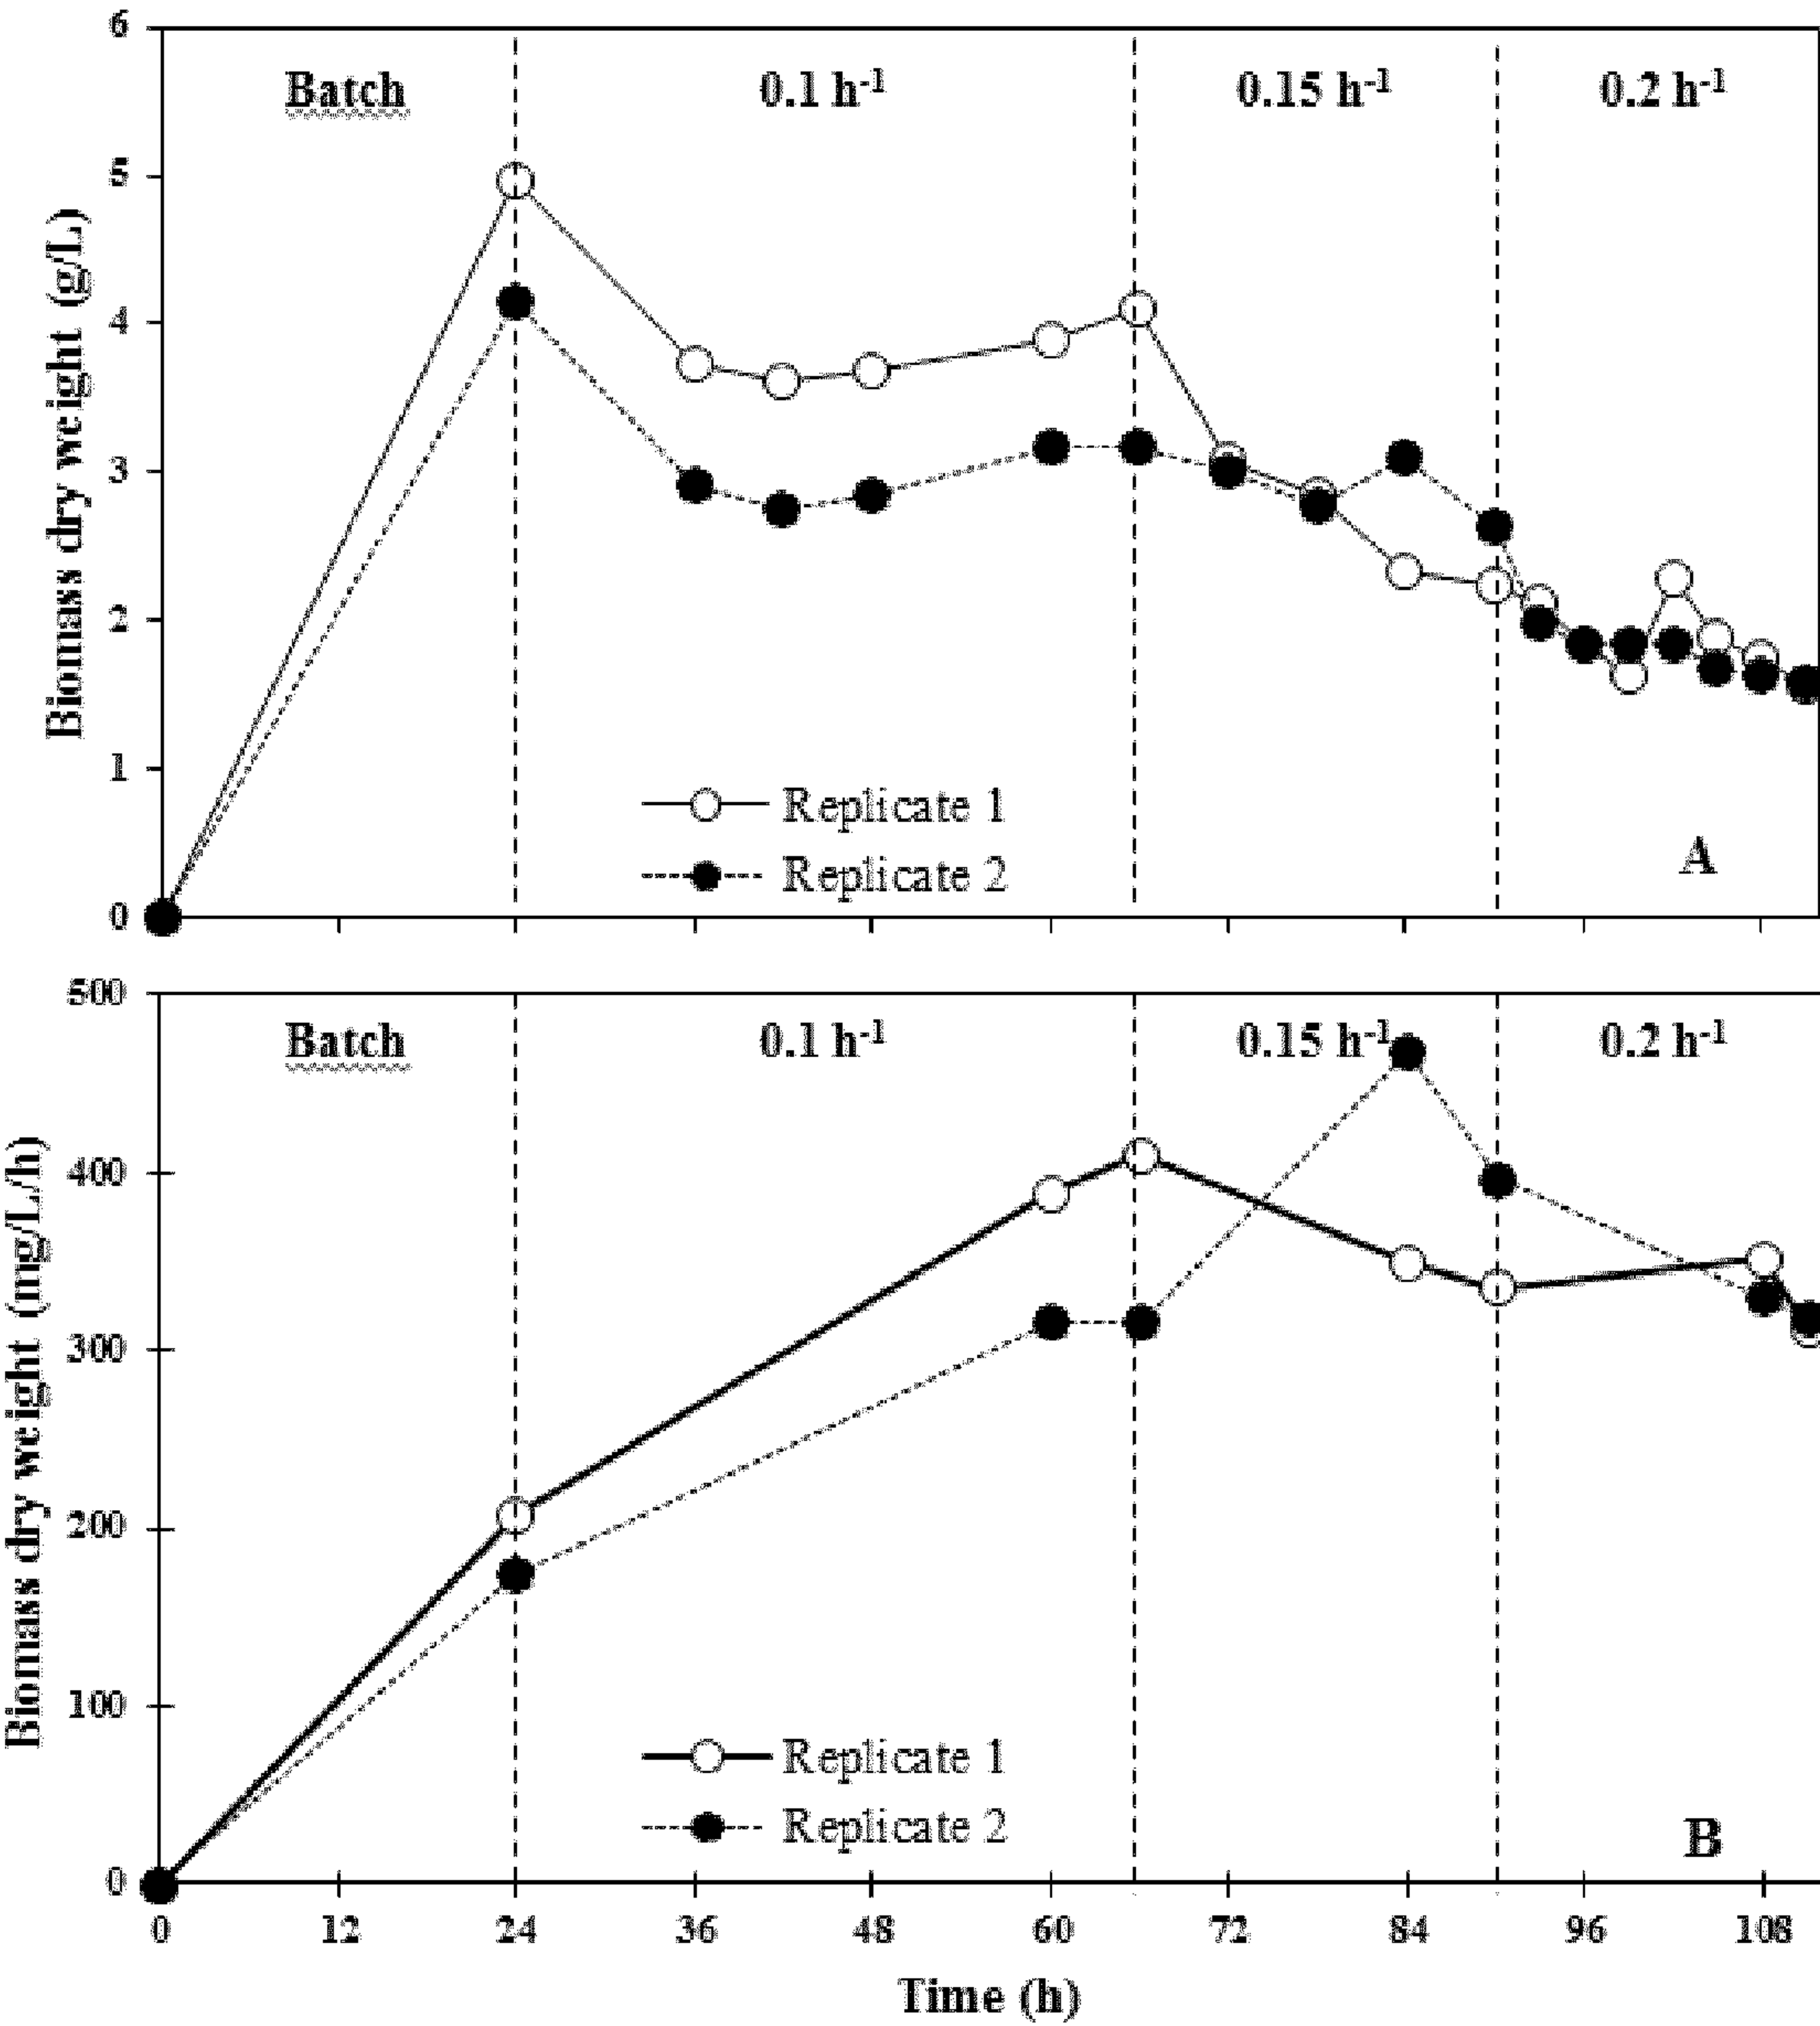 6
Batch
0.1 h-1
0.15 h-1
0.2 h-1
5
4
3
2
1
0
Biomass dry weight (g/L)
Replicate 1
Replicate 2
A
500
Batch
0.1 h-1
0.15 h-1
0.2 h-1
400
300
200
100
0
Biomass dry weight (mg/L/h)
Replicate 1
Replicate 2
B
0 12 24 36 48 60 72 84 96 108
Time (h)